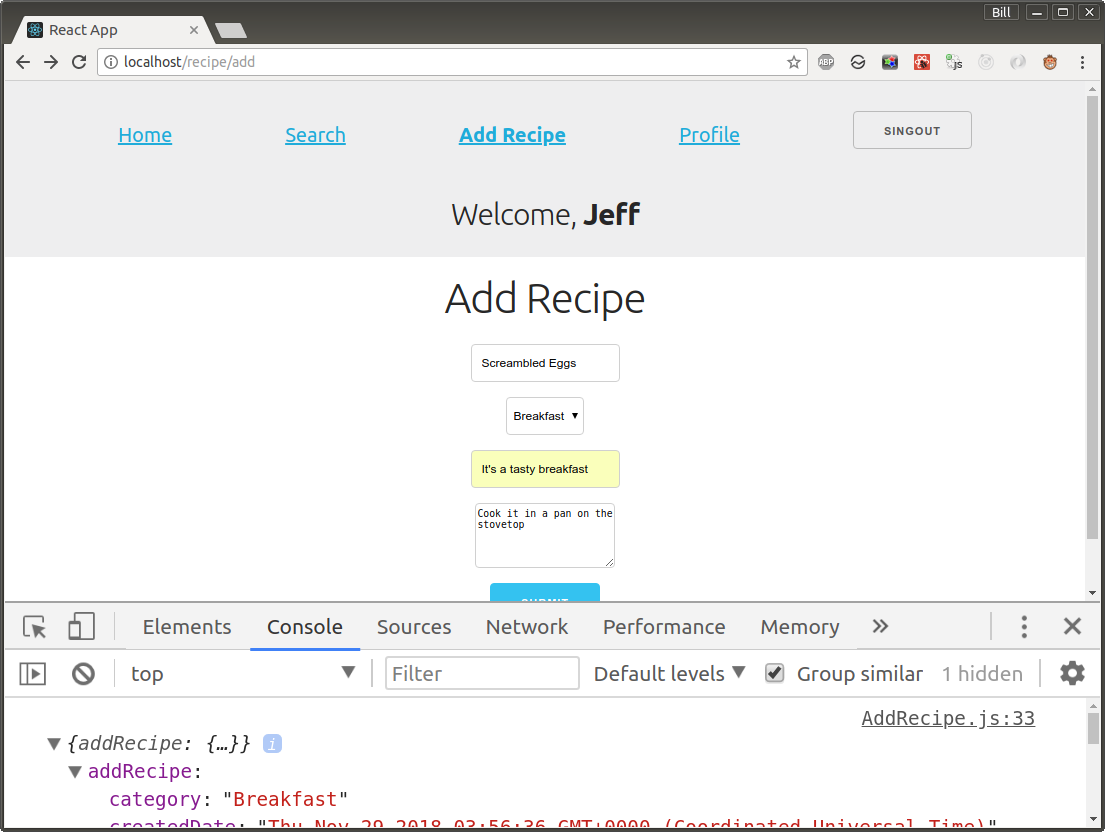 Bill
React App
localhost/recipe/add
ABP
js
Home Search Add Recipe Profile SINGOUT
Welcome, Jeff
Add Recipe
Screambled Eggs
Breakfast
It's a tasty breakfast
Cook it in a pan on the
stovetop
SUBMIT
Elements Console Sources Network Performance Memory
top Filter Default levels Group similar 1 hidden
AddRecipe.js:33
{addRecipe: {…}} i
addRecipe:
category: "Breakfast"
createdDate: "Thu Nov 29 2018 03:56:36 GMT+0000 (Coordinated Universal Time)"